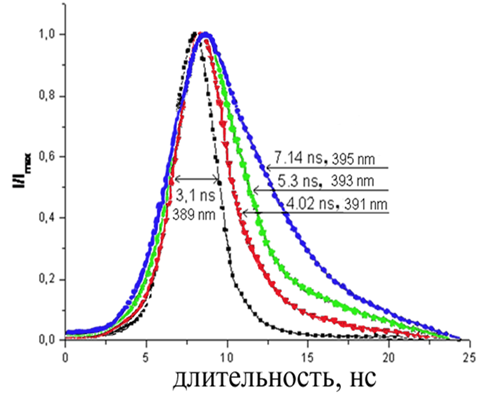 1,0
0,8
0,6
0,4
0,2
0,0
I/Imax
7.14 ns, 395 nm
5.3 ns, 393 nm
4.02 ns, 391 nm
3,1 ns
389 nm
0 5 10 15 20 25
длительность, нс